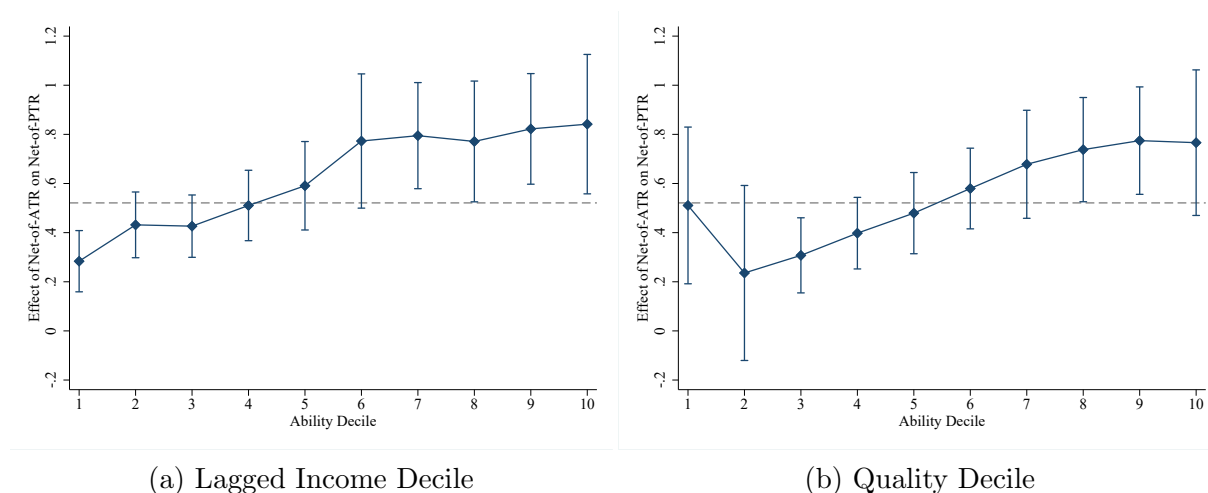 Effect of Net-of-ATR on Net-of-PTR
1.2
1
.8
.6
.4
.2
0
-.2
1 2 3 4 5 6 7 8 9 10
Ability Decile
(a) Lagged Income Decile
Effect of Net-of-ATR on Net-of-PTR
1.2
1
.8
.6
.4
.2
0
-.2
1 2 3 4 5 6 7 8 9 10
Ability Decile
(b) Quality Decile